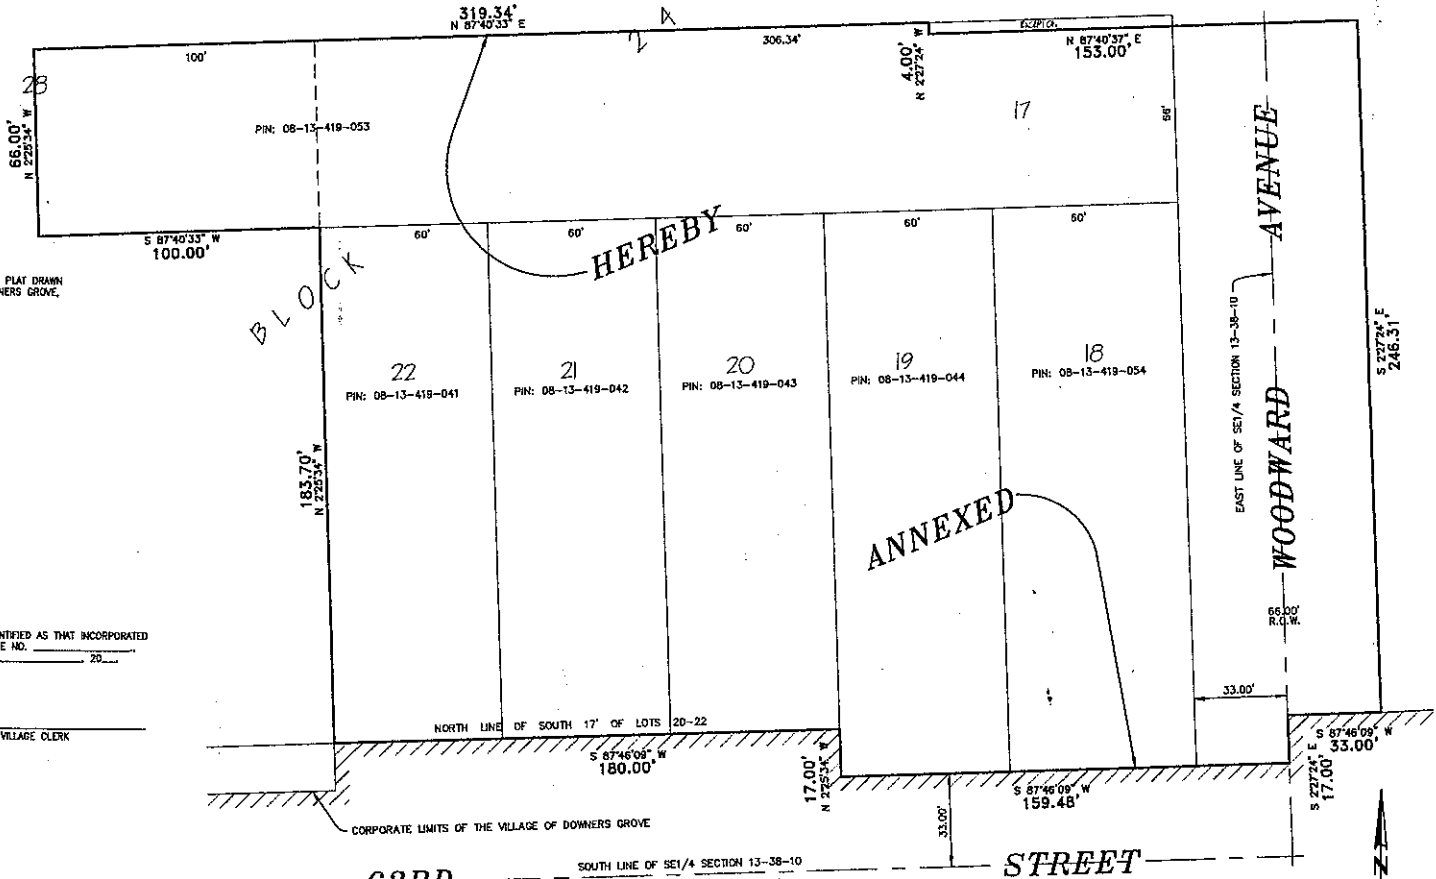 319.34'
N 87°40'33" E
4
2
100'
306.34'
4.00'
N 2°27'24" W
N 87°40'37" E
153.00'
28
66.00'
N 2°25'34" W
PIN: 08-13-419-053
17
66'
AVENUE
S 87°40'33" W
100.00'
60'
60'
60'
60'
60'
HEREBY
BLOCK
PLAT DRAWN
NERS GROVE,
22
PIN: 08-13-419-041
21
PIN: 08-13-419-042
20
PIN: 08-13-419-043
19
PIN: 08-13-419-044
18
PIN: 08-13-419-054
EAST LINE OF SE1/4 SECTION 13-38-10
S 2°27'24" E
246.31'
WOODWARD
183.70'
N 2°25'34" W
ANNEXED
66.00'
R.O.W.
NTIFIED AS THAT INCORPORATED
E NO.
, 20
33.00'
VILLAGE CLERK
NORTH LINE OF SOUTH 17' OF LOTS 20-22
S 87°46'09" W
180.00'
17.00'
N 2°25'34" W
S 87°46'09" W
159.48'
S 87°46'09" W
33.00'
S 2°27'24" E
17.00'
33.00'
CORPORATE LIMITS OF THE VILLAGE OF DOWNERS GROVE
63RD
SOUTH LINE OF SE1/4 SECTION 13-38-10
STREET
N